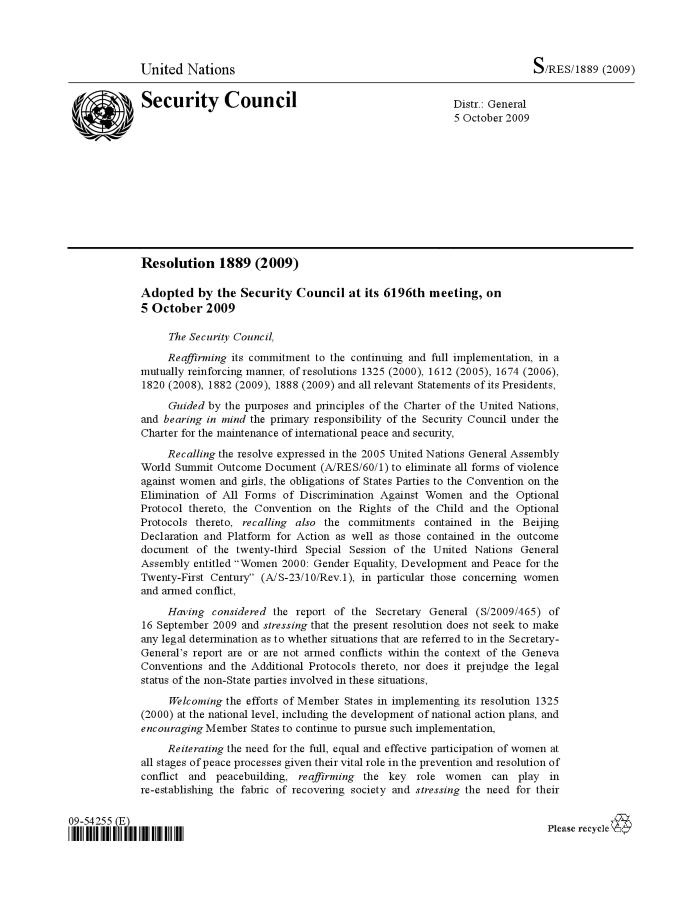 United Nations
S/RES/1889 (2009)
Security Council
Distr.: General
5 October 2009
Resolution 1889 (2009)
Adopted by the Security Council at its 6196th meeting, on
5 October 2009
The Security Council,
Reaffirming its commitment to the continuing and full implementation, in a
mutually reinforcing manner, of resolutions 1325 (2000), 1612 (2005), 1674 (2006),
1820 (2008), 1882 (2009), 1888 (2009) and all relevant Statements of its Presidents,
Guided by the purposes and principles of the Charter of the United Nations,
and bearing in mind the primary responsibility of the Security Council under the
Charter for the maintenance of international peace and security,
Recalling the resolve expressed in the 2005 United Nations General Assembly
World Summit Outcome Document (A/RES/60/1) to eliminate all forms of violence
against women and girls, the obligations of States Parties to the Convention on the
Elimination of All Forms of Discrimination Against Women and the Optional
Protocol thereto, the Convention on the Rights of the Child and the Optional
Protocols thereto, recalling also the commitments contained in the Beijing
Declaration and Platform for Action as well as those contained in the outcome
document of the twenty-third Special Session of the United Nations General
Assembly entitled “Women 2000: Gender Equality, Development and Peace for the
Twenty-First Century” (A/S-23/10/Rev.1), in particular those concerning women
and armed conflict,
Having considered the report of the Secretary General (S/2009/465) of
16 September 2009 and stressing that the present resolution does not seek to make
any legal determination as to whether situations that are referred to in the Secretary-
General’s report are or are not armed conflicts within the context of the Geneva
Conventions and the Additional Protocols thereto, nor does it prejudge the legal
status of the non-State parties involved in these situations,
Welcoming the efforts of Member States in implementing its resolution 1325
(2000) at the national level, including the development of national action plans, and
encouraging Member States to continue to pursue such implementation,
Reiterating the need for the full, equal and effective participation of women at
all stages of peace processes given their vital role in the prevention and resolution of
conflict and peacebuilding, reaffirming the key role women can play in
re-establishing the fabric of recovering society and stressing the need for their
09-54255 (E)
Please recycle